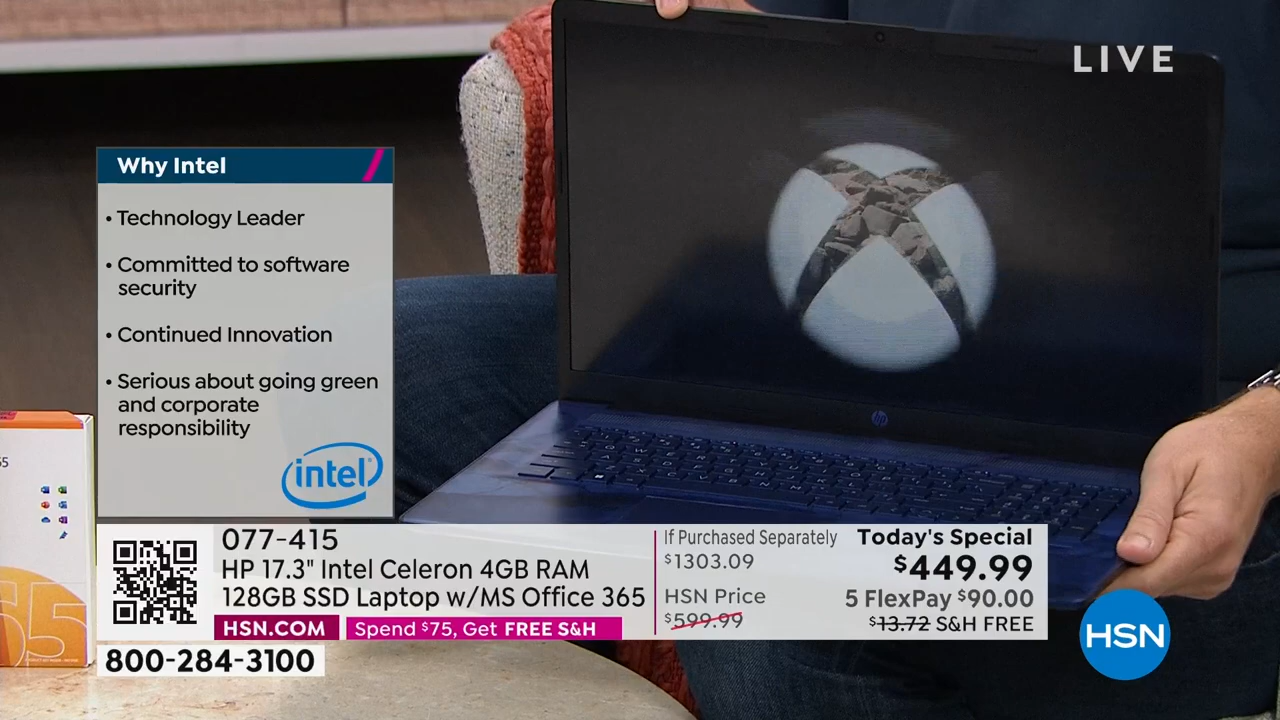 LIVE
Why Intel
• Technology Leader
• Committed to software
security
• Continued Innovation
• Serious about going green
and corporate
responsibility
intel
hp
65
077-415
HP 17.3" Intel Celeron 4GB RAM
128GB SSD Laptop w/MS Office 365
HSN.COM
Spend $75, Get FREE S&H
800-284-3100
If Purchased Separately
$1303.09
HSN Price
$599.99
Today's Special
$449.99
5 FlexPay $90.00
$13.72 S&H FREE
HSN